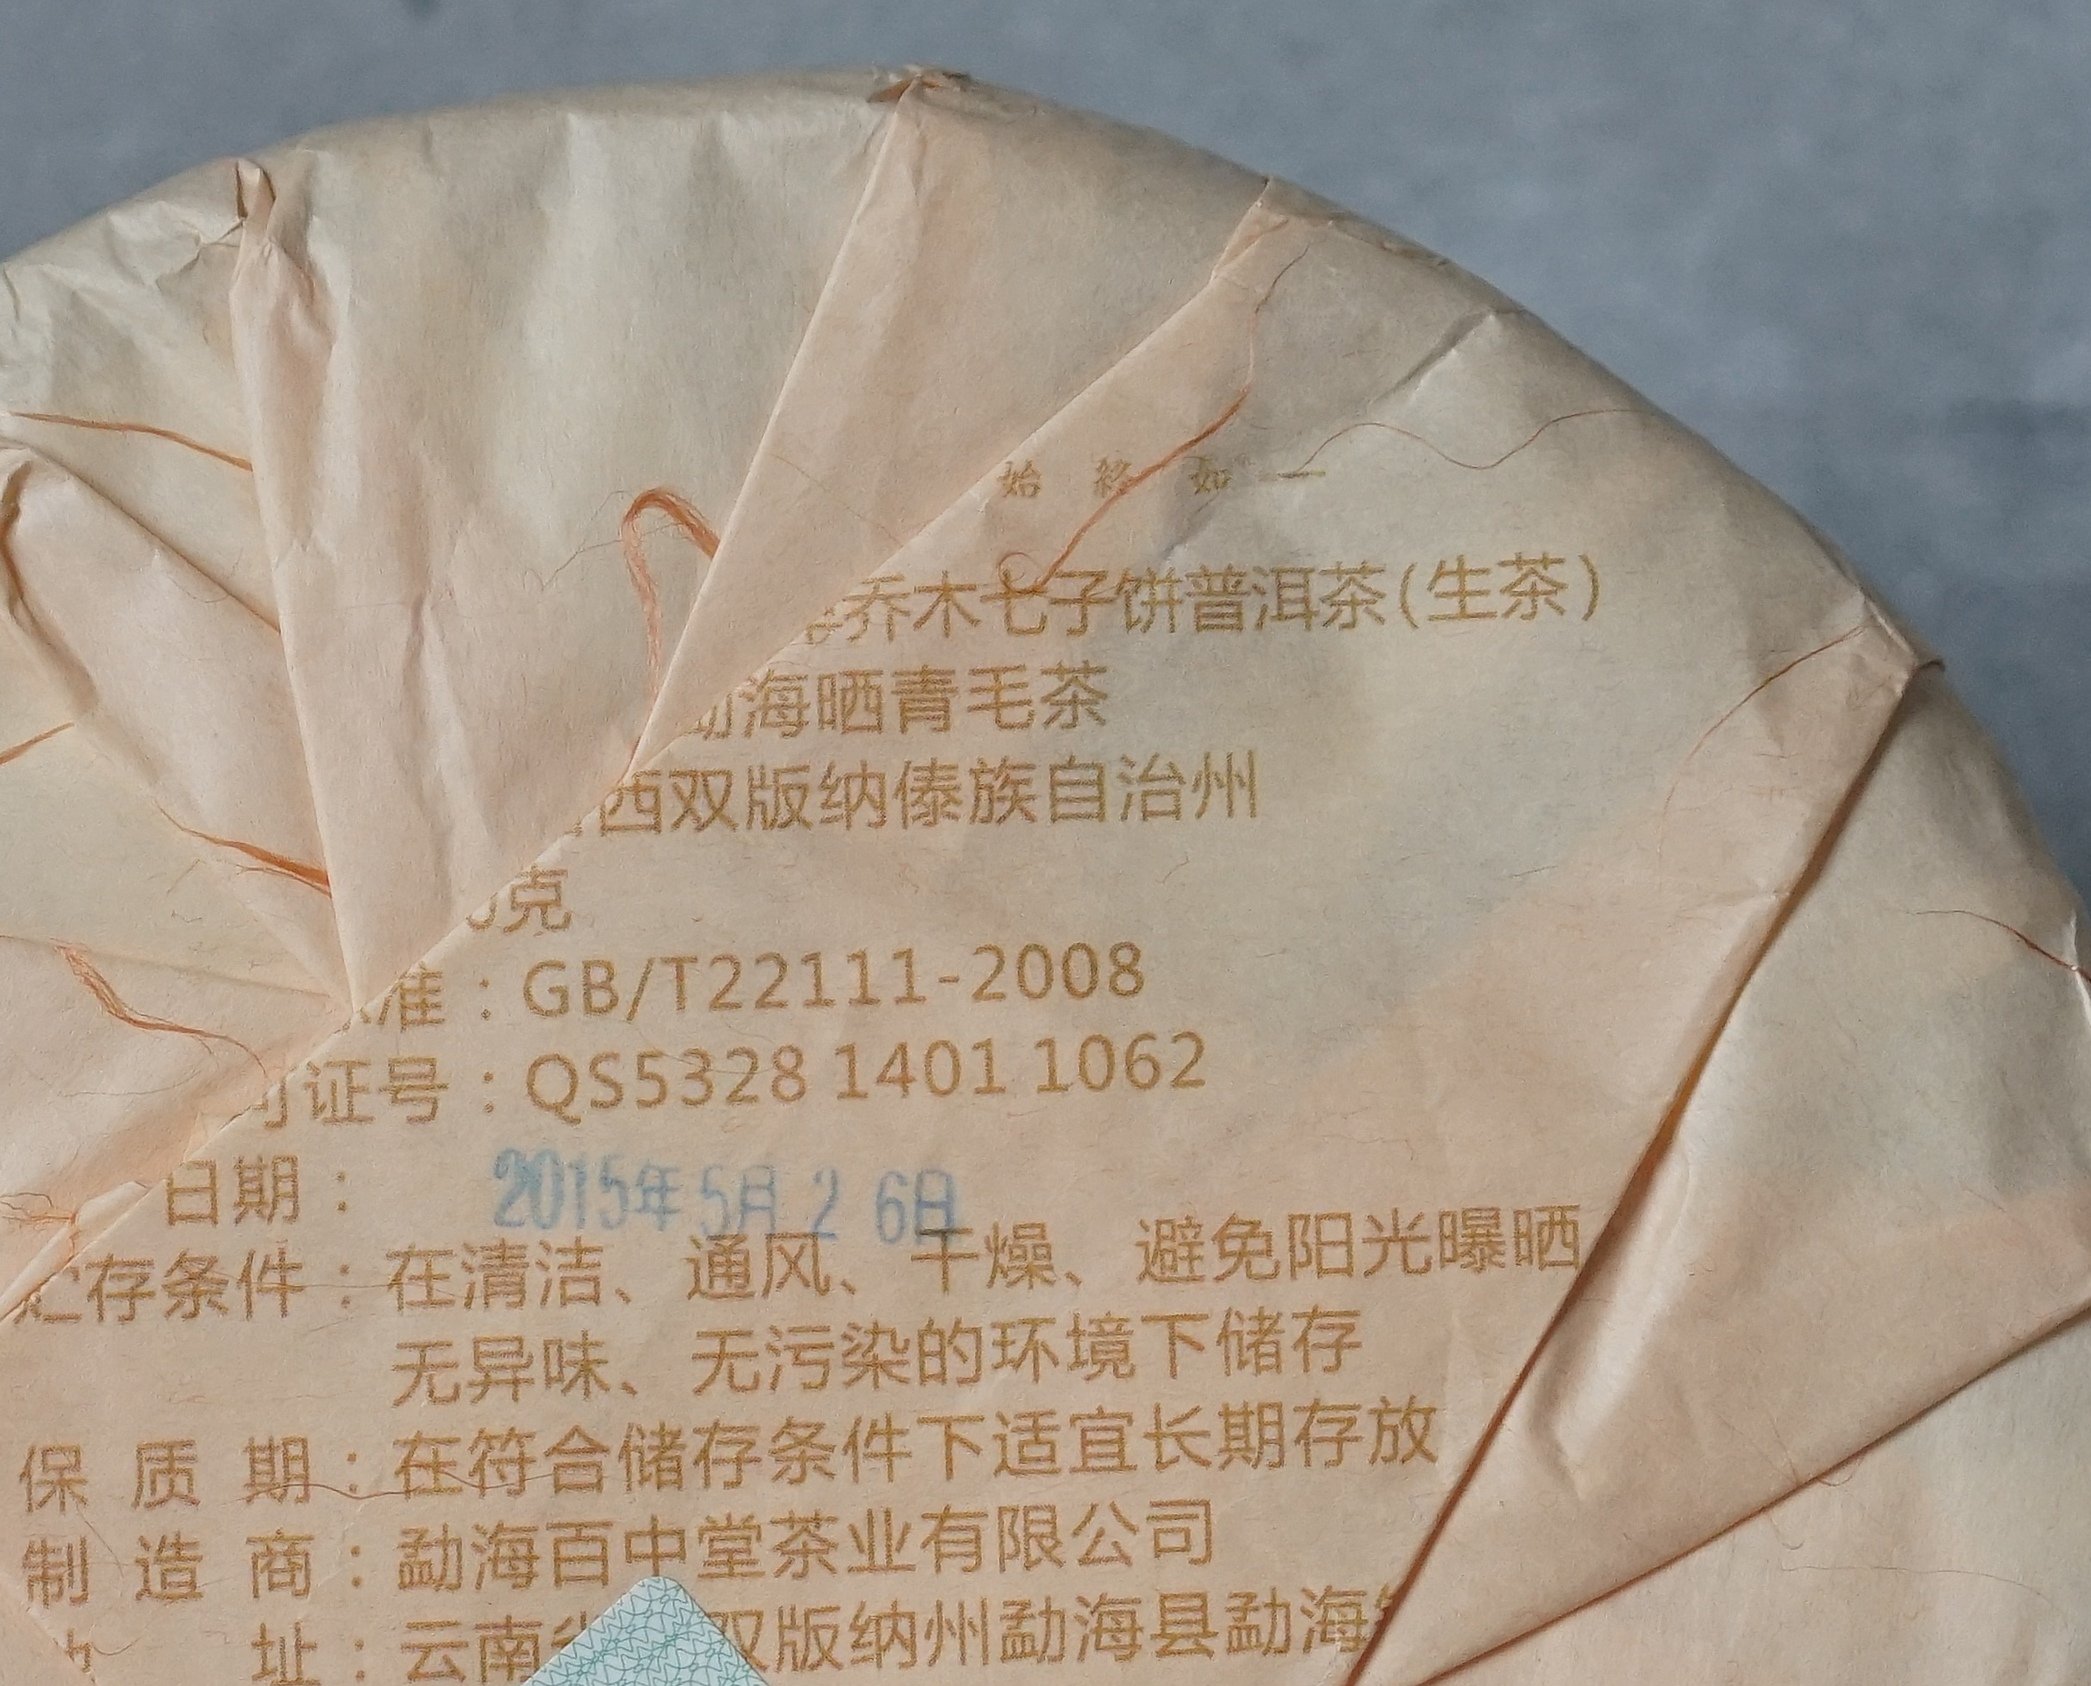 始 終 如 一
乔木七子饼普洱茶(生茶)
勐海晒青毛茶
西双版纳傣族自治州
克
准：GB/T22111-2008
可证号：QS5328 1401 1062
日期：2015年5月26日
贮存条件：在清洁、通风、干燥、避免阳光曝晒
无异味、无污染的环境下储存
保 质 期：在符合储存条件下适宜长期存放
制 造 商：勐海百中堂茶业有限公司
址：云南 双版纳州勐海县勐海